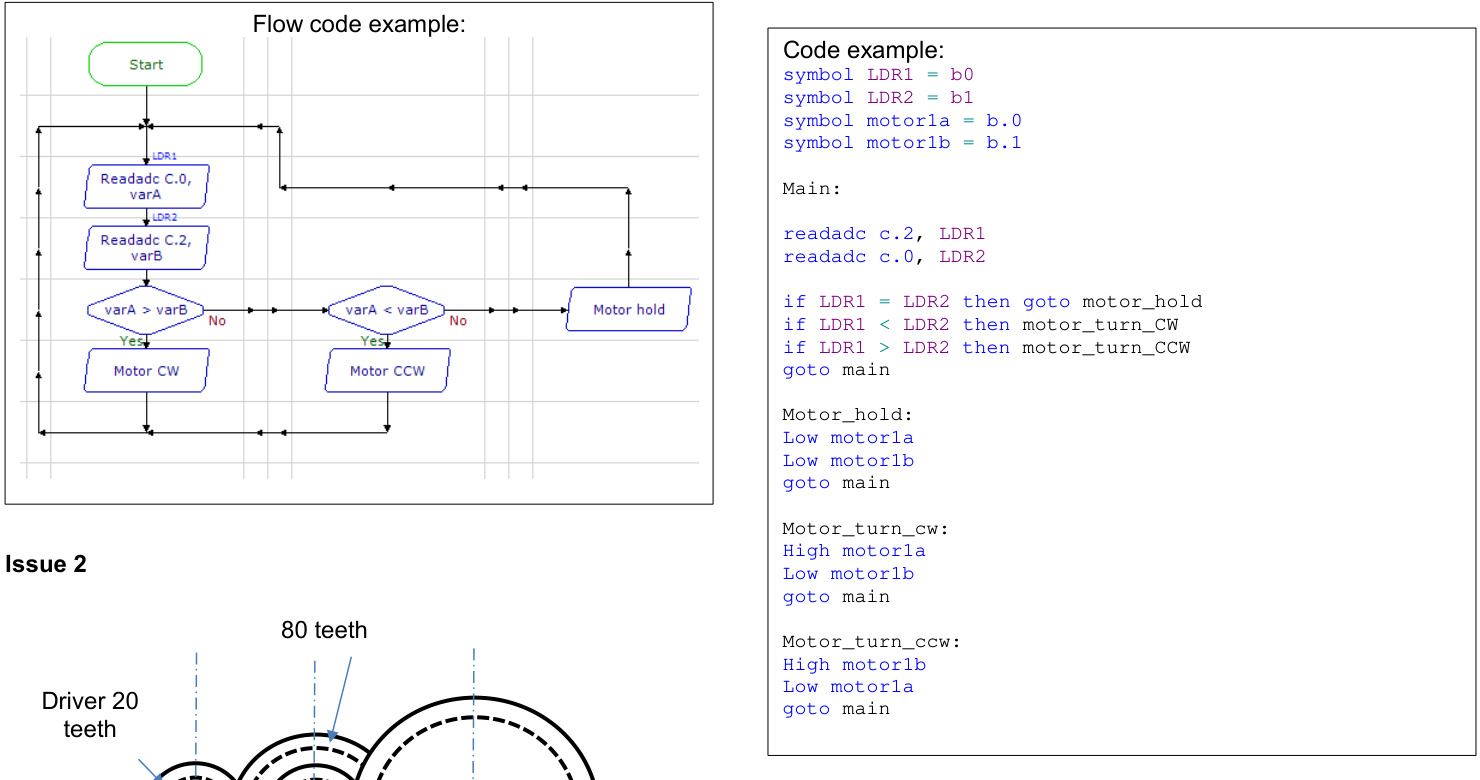 Flow code example:
Start
LDR1
Readadc C.0,
varA
LDR2
Readadc C.2,
varB
varA > varB
No
varA < varB
No
Motor hold
Yes
Yes
Motor CW
Motor CCW
Issue 2
80 teeth
Driver 20
teeth
Code example:
symbol LDR1 = b0
symbol LDR2 = b1
symbol motor1a = b.0
symbol motor1b = b.1
Main:
readadc c.2, LDR1
readadc c.0, LDR2
if LDR1 = LDR2 then goto motor_hold
if LDR1 < LDR2 then motor_turn_CW
if LDR1 > LDR2 then motor_turn_CCW
goto main
Motor_hold:
Low motor1a
Low motor1b
goto main
Motor_turn_cw:
High motor1a
Low motor1b
goto main
Motor_turn_ccw:
High motor1b
Low motor1a
goto main